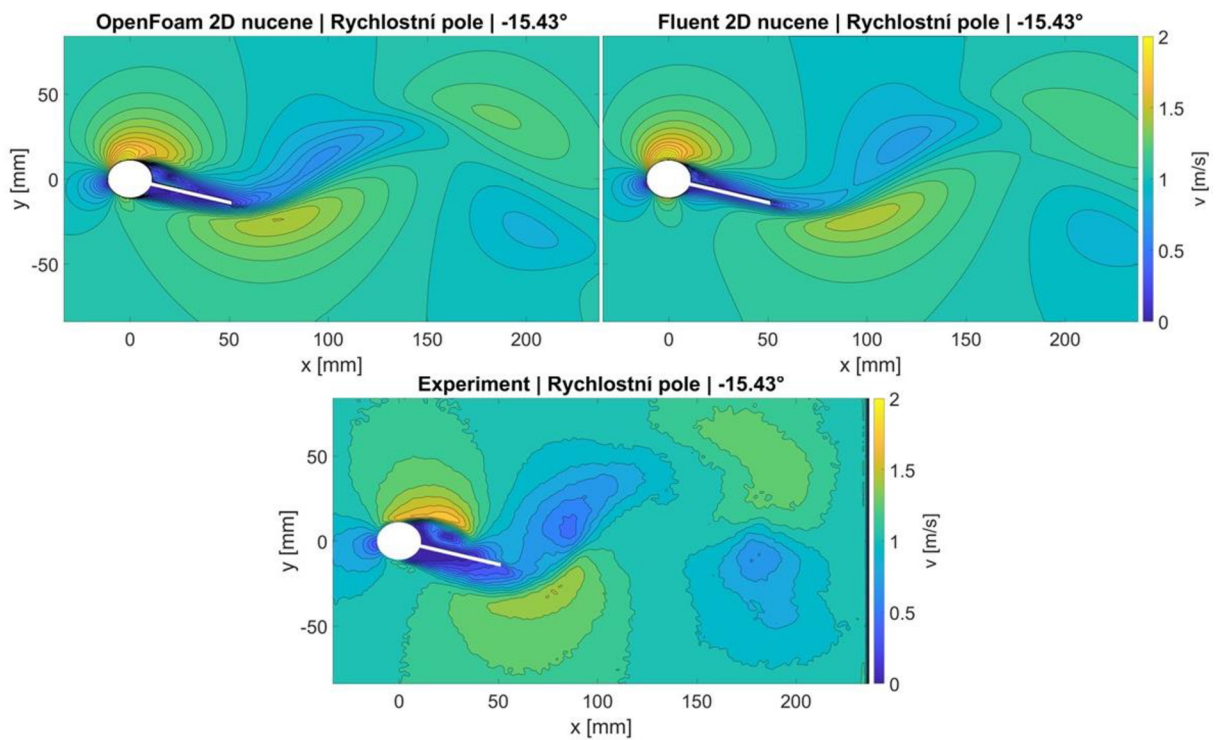 OpenFoam 2D nucene | Rychlostní pole | -15.43°
Fluent 2D nucene | Rychlostní pole | -15.43°
50
0
-50
y [mm]
0 50 100 150 200
x [mm]
0 50 100 150 200
x [mm]
2
1.5
1
0.5
0
v [m/s]
Experiment | Rychlostní pole | -15.43°
50
0
-50
y [mm]
0 50 100 150 200
x [mm]
2
1.5
1
0.5
0
v [m/s]